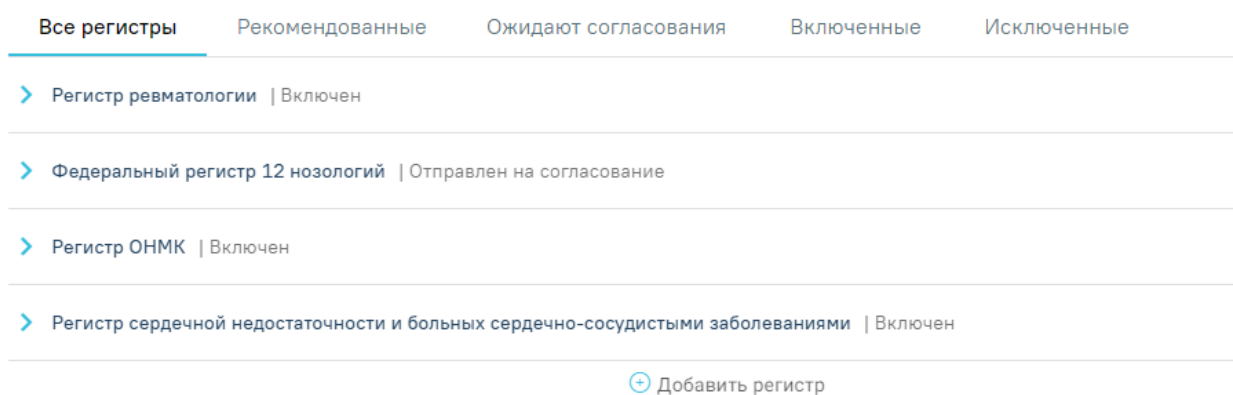 Все регистры Рекомендованные Ожидают согласования Включенные Исключенные
Регистр ревматологии | Включен
Федеральный регистр 12 нозологий | Отправлен на согласование
Регистр ОНМК | Включен
Регистр сердечной недостаточности и больных сердечно-сосудистыми заболеваниями | Включен
Добавить регистр